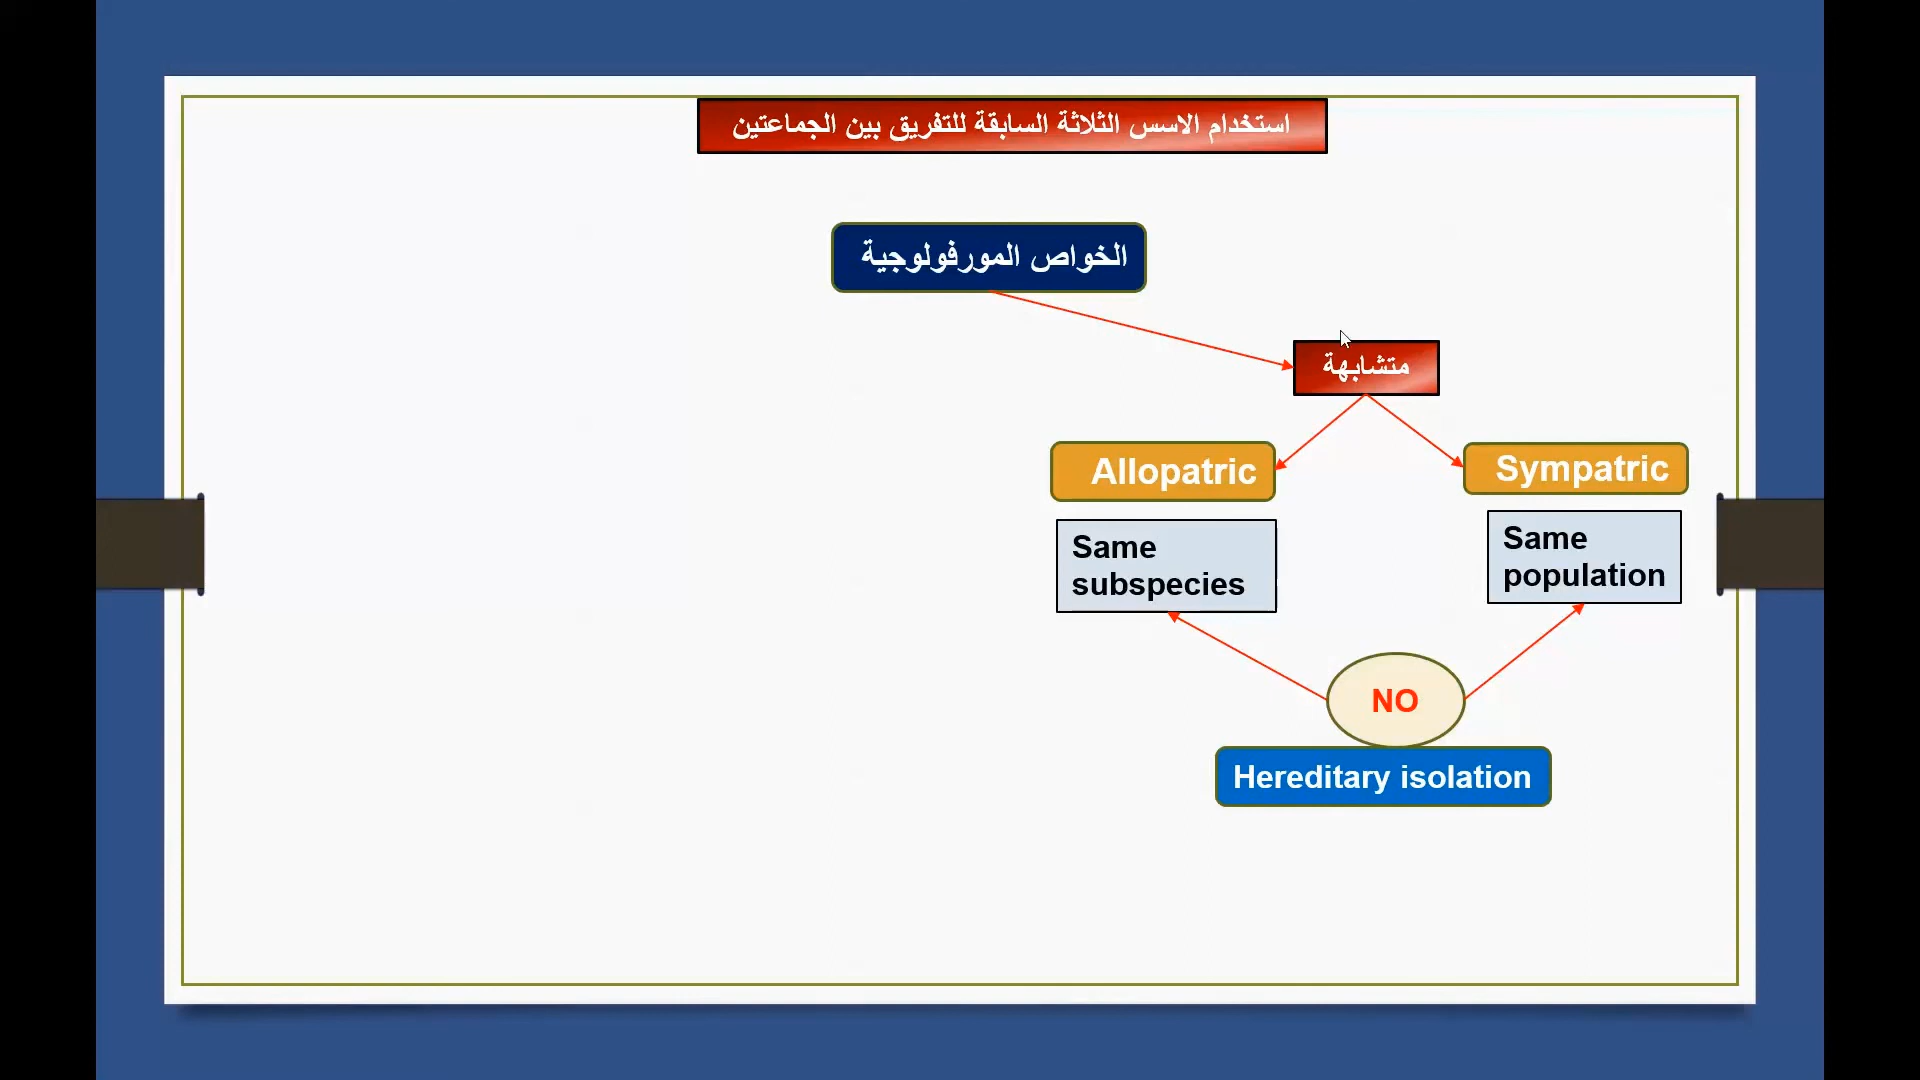 استخدام الاسس الثلاثة السابقة للتفريق بين الجماعتين
الخواص المورفولوجية
متشابهة
Allopatric
Sympatric
Same
subspecies
Same
population
NO
Hereditary isolation